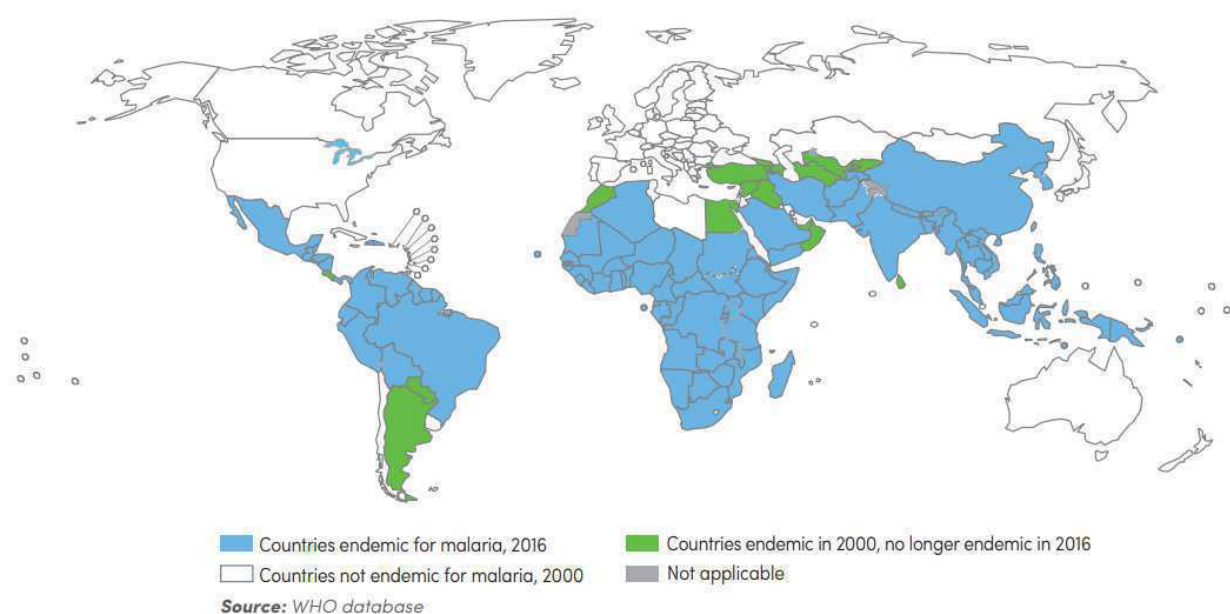 Countries endemic for malaria, 2016
Countries endemic in 2000, no longer endemic in 2016
Countries not endemic for malaria, 2000
Not applicable
Source: WHO database